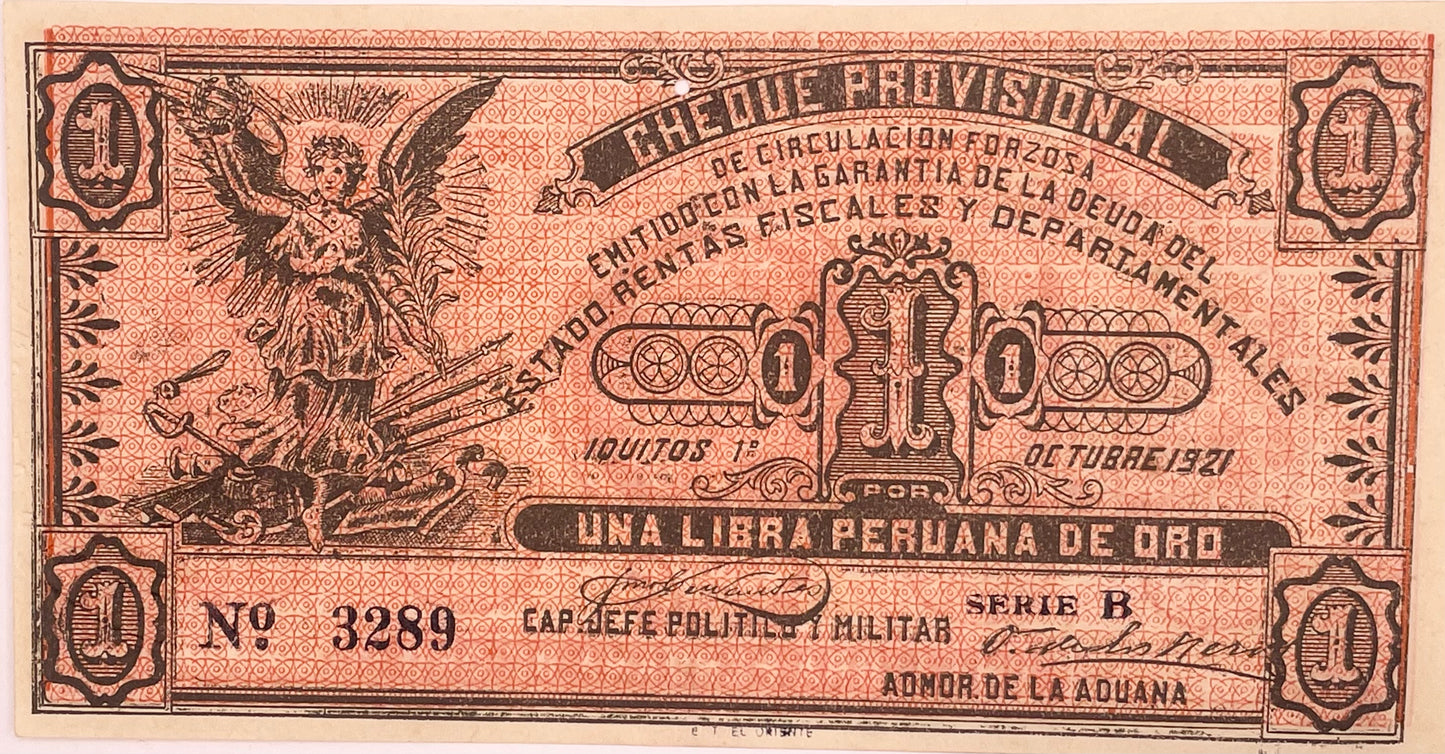 1
1
CHEQUE PROVISIONAL
DE CIRCULACION FORZOSA
EMITIDO CON LA GARANTIA DE LA DEUDA DEL
ESTADO, RENTAS FISCALES Y DEPARTAMENTALES
1 1 1
IQUITOS 1º OCTUBRE 1921
POR
UNA LIBRA PERUANA DE ORO
Nº 3289
CAP. JEFE POLITICO Y MILITAR
SERIE B
ADMOR. DE LA ADUANA
1
1
EL ORIENTE